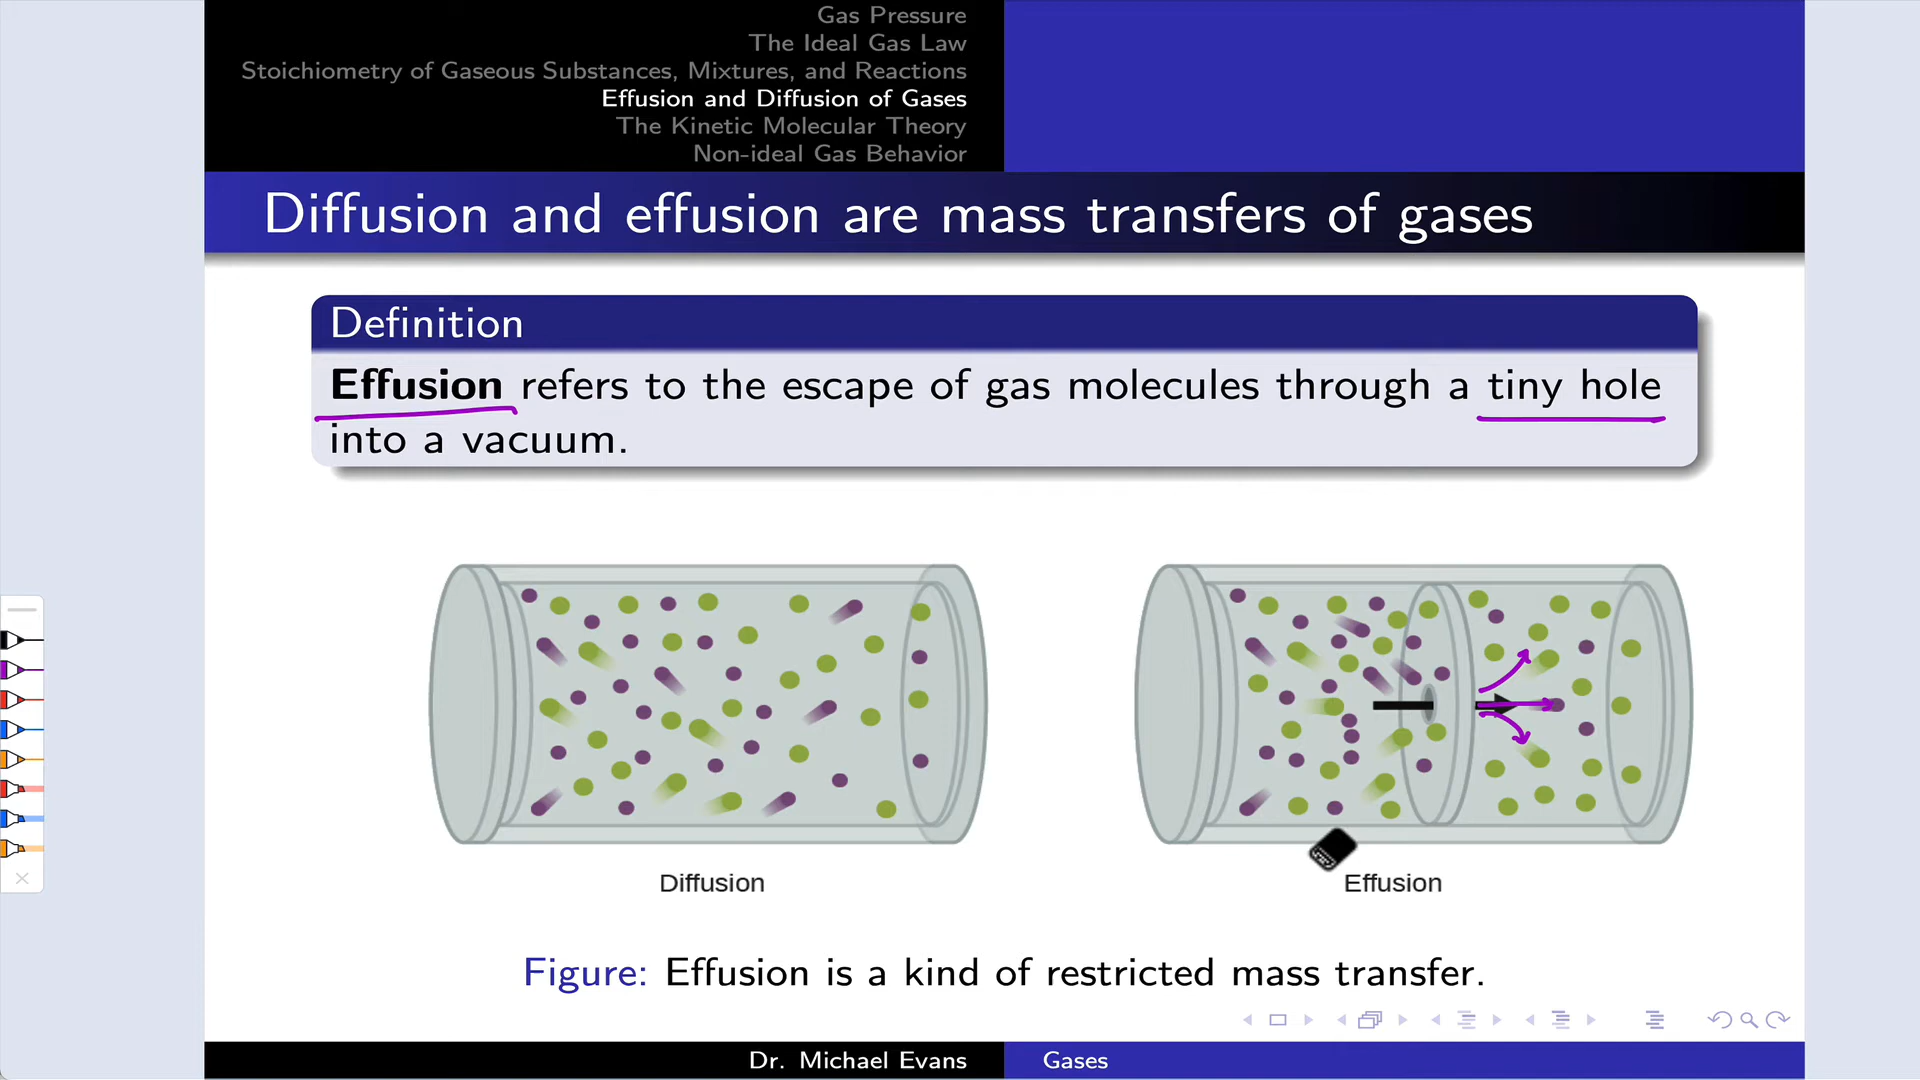 Gas Pressure
The Ideal Gas Law
Stoichiometry of Gaseous Substances, Mixtures, and Reactions
Effusion and Diffusion of Gases
The Kinetic Molecular Theory
Non-ideal Gas Behavior
Diffusion and effusion are mass transfers of gases
Definition
Effusion refers to the escape of gas molecules through a tiny hole
into a vacuum.
Diffusion
Effusion
Figure: Effusion is a kind of restricted mass transfer.
Dr. Michael Evans
Gases